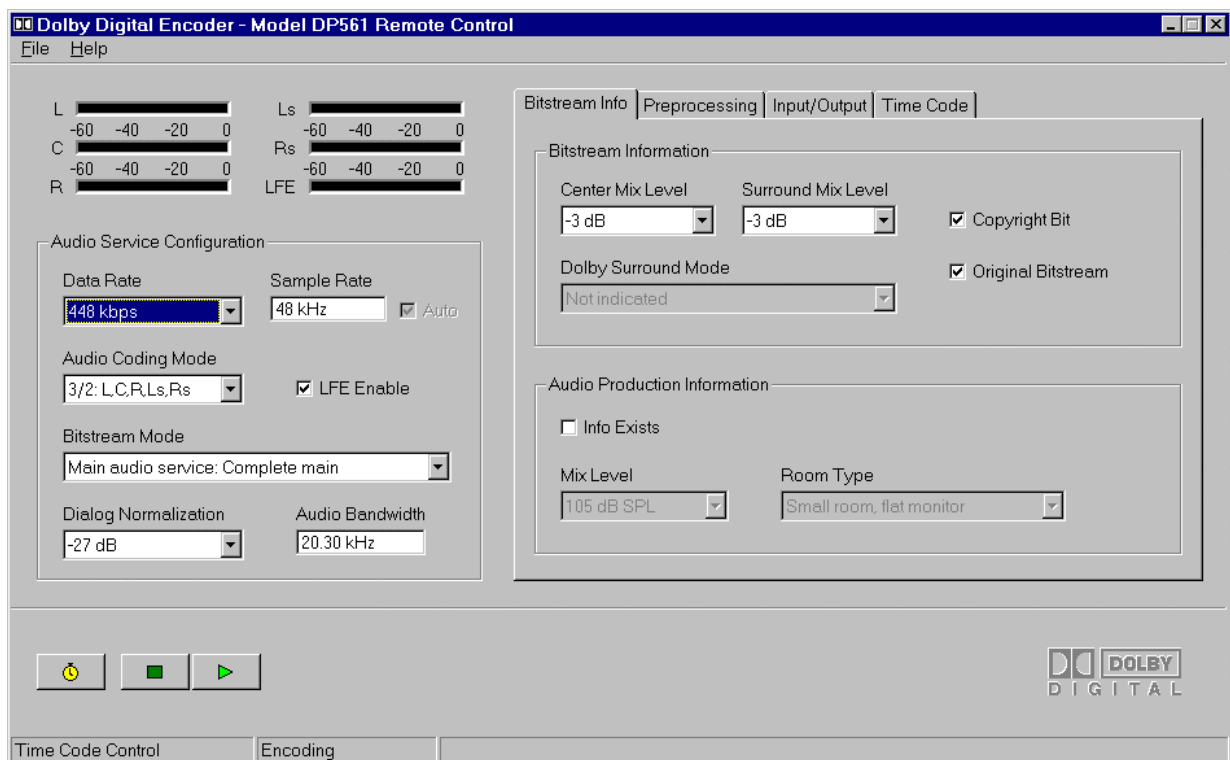 Dolby Digital Encoder - Model DP561 Remote Control
File Help
L
-60 -40 -20 0
C
-60 -40 -20 0
R
Ls
-60 -40 -20 0
Rs
-60 -40 -20 0
LFE
Audio Service Configuration
Data Rate Sample Rate
448 kbps 48 kHz Auto
Audio Coding Mode
3/2: L,C,R,Ls,Rs LFE Enable
Bitstream Mode
Main audio service: Complete main
Dialog Normalization Audio Bandwidth
-27 dB 20.30 kHz
Bitstream Info Preprocessing Input/Output Time Code
Bitstream Information
Center Mix Level Surround Mix Level
-3 dB -3 dB Copyright Bit
Dolby Surround Mode Original Bitstream
Not indicated
Audio Production Information
Info Exists
Mix Level Room Type
105 dB SPL Small room, flat monitor
DOLBY
DIGITAL
Time Code Control Encoding